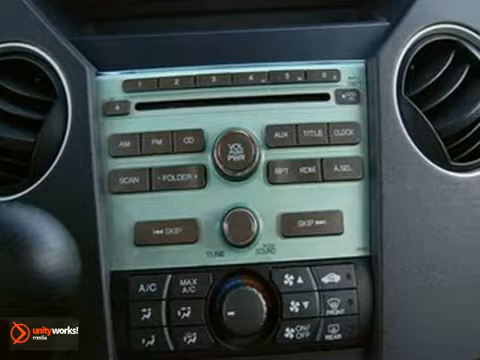 1 2 3 4 5 6
AM FM CD
VOL
PWR
AUX TITLE CLOCK
SCAN - FOLDER +
RPT RDM A.SEL
SKIP
SKIP
TUNE
SOUND
A/C
MAX
A/C
FRONT
ON/
OFF
REAR
unityworks!
media